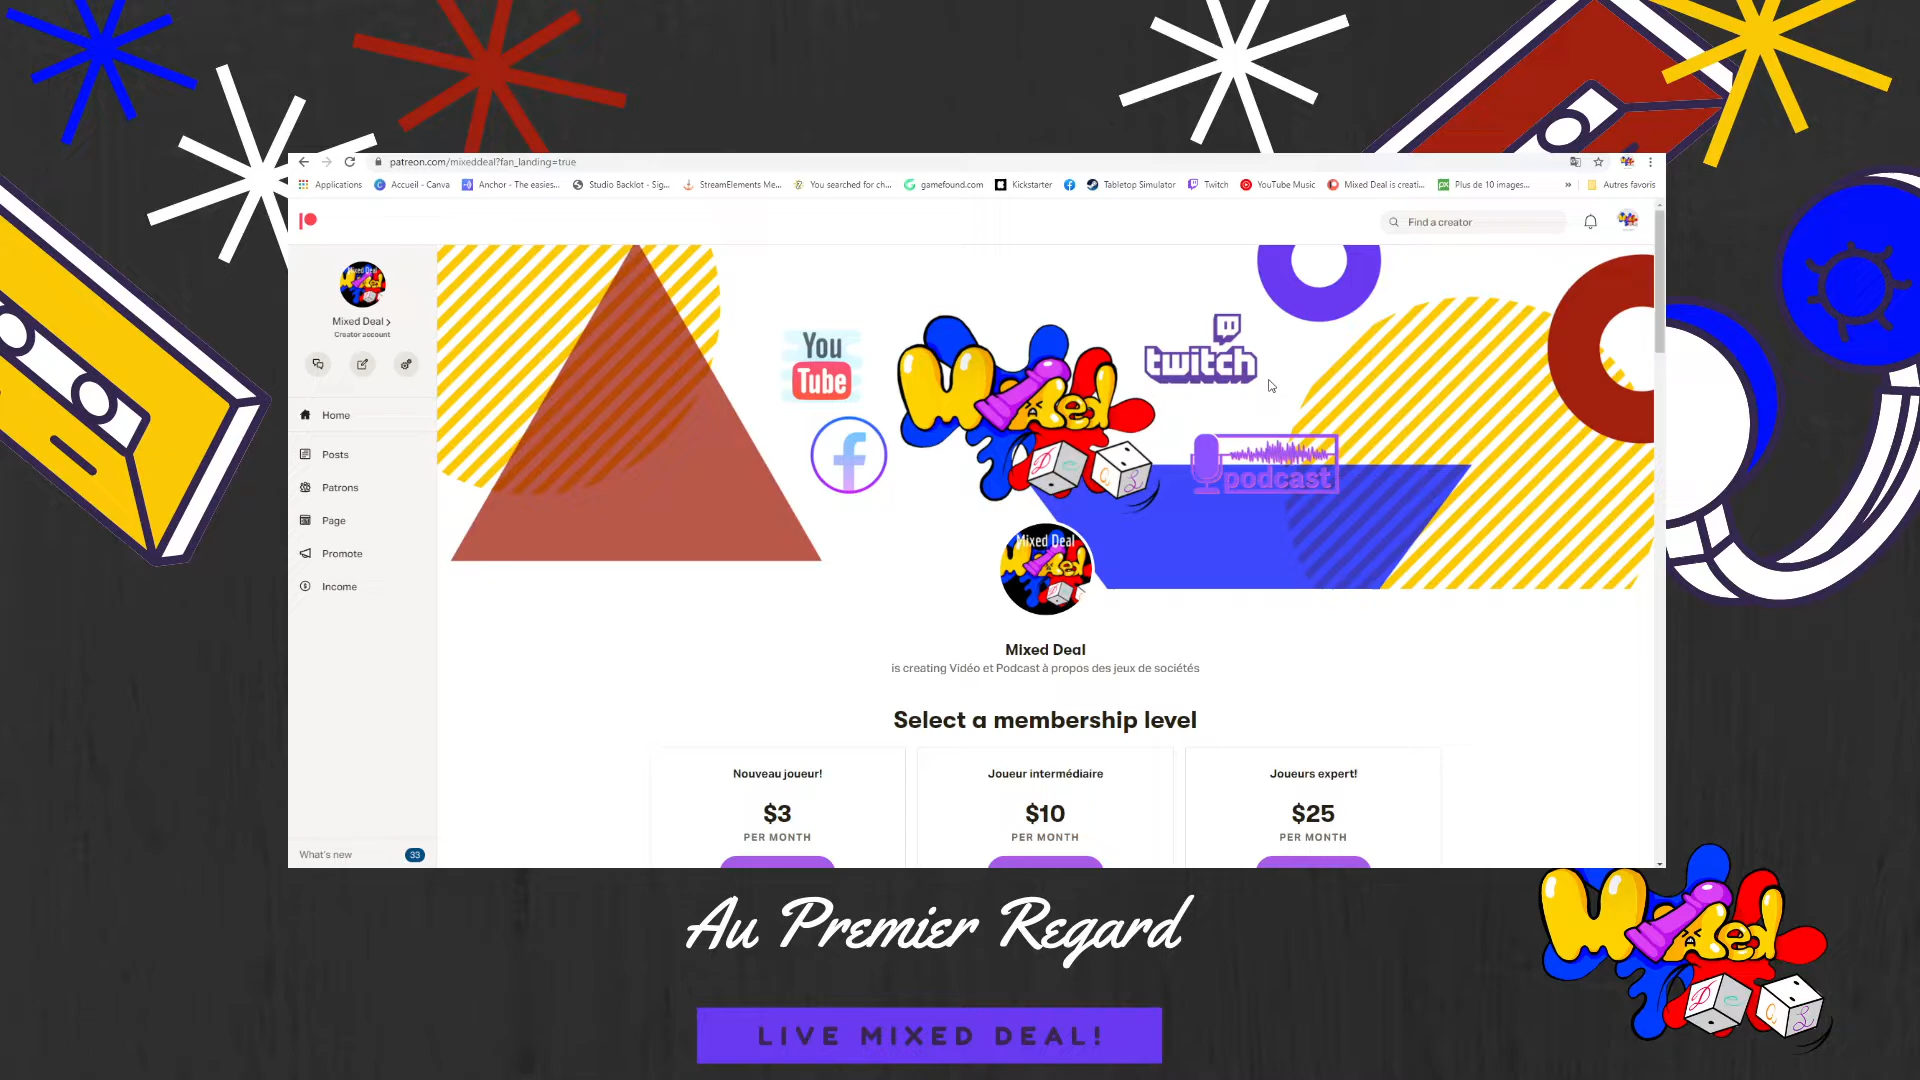 patreon.com/mixeddeal?fan_landing=true
Applications
Accueil - Canva
Anchor - The easies...
Studio Backlot - Sig...
StreamElements Me...
You searched for ch...
gamefound.com
Kickstarter
Tabletop Simulator
Twitch
YouTube Music
Mixed Deal is creati...
Plus de 10 images...
»
Autres favoris
Find a creator
Mixed Deal
Mixed Deal >
Creator account
Home
Posts
Patrons
Page
Promote
Income
What's new
33
You
Tube
Mixed
twitch
podcast
Mixed Deal
Mixed Deal
is creating Vidéo et Podcast à propos des jeux de sociétés
Select a membership level
Nouveau joueur!
$3
PER MONTH
Joueur intermédiaire
$10
PER MONTH
Joueurs expert!
$25
PER MONTH
Au Premier Regard
LIVE MIXED DEAL!
Mixed